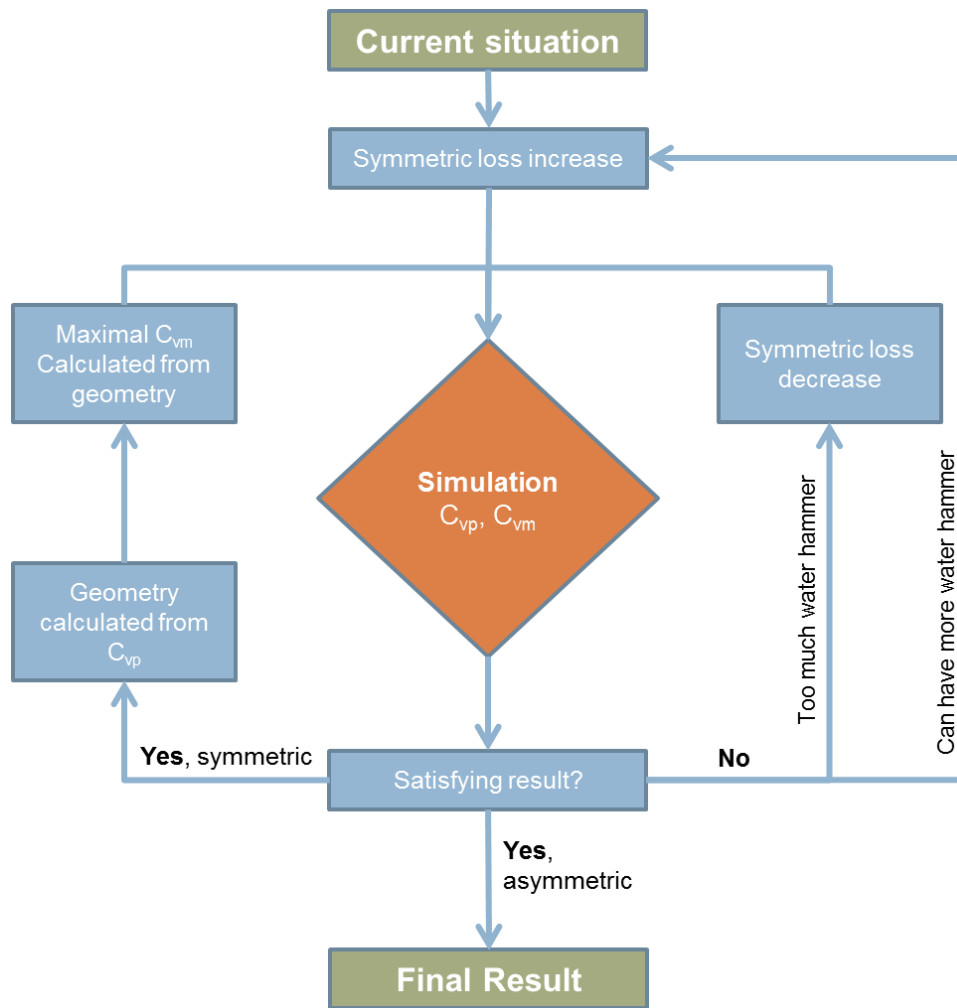 Current situation
Symmetric loss increase
Maximal Cvm
Calculated from
geometry
Symmetric loss
decrease
Simulation
Cvp, Cvm
Geometry
calculated from
Cvp
Too much water hammer
Can have more water hammer
Yes, symmetric
Satisfying result?
No
Yes,
asymmetric
Final Result